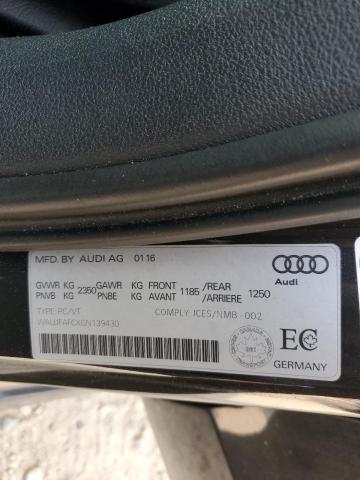 MFD. BY AUDI AG 01 16
Audi
GVWR KG 2350 GAWR KG FRONT 1185 /REAR 1250
PNVB KG PNBE KG AVANT /ARRIERE
TYPE PC/VT
COMPLY ICES/NMB-002
EC
GERMANY